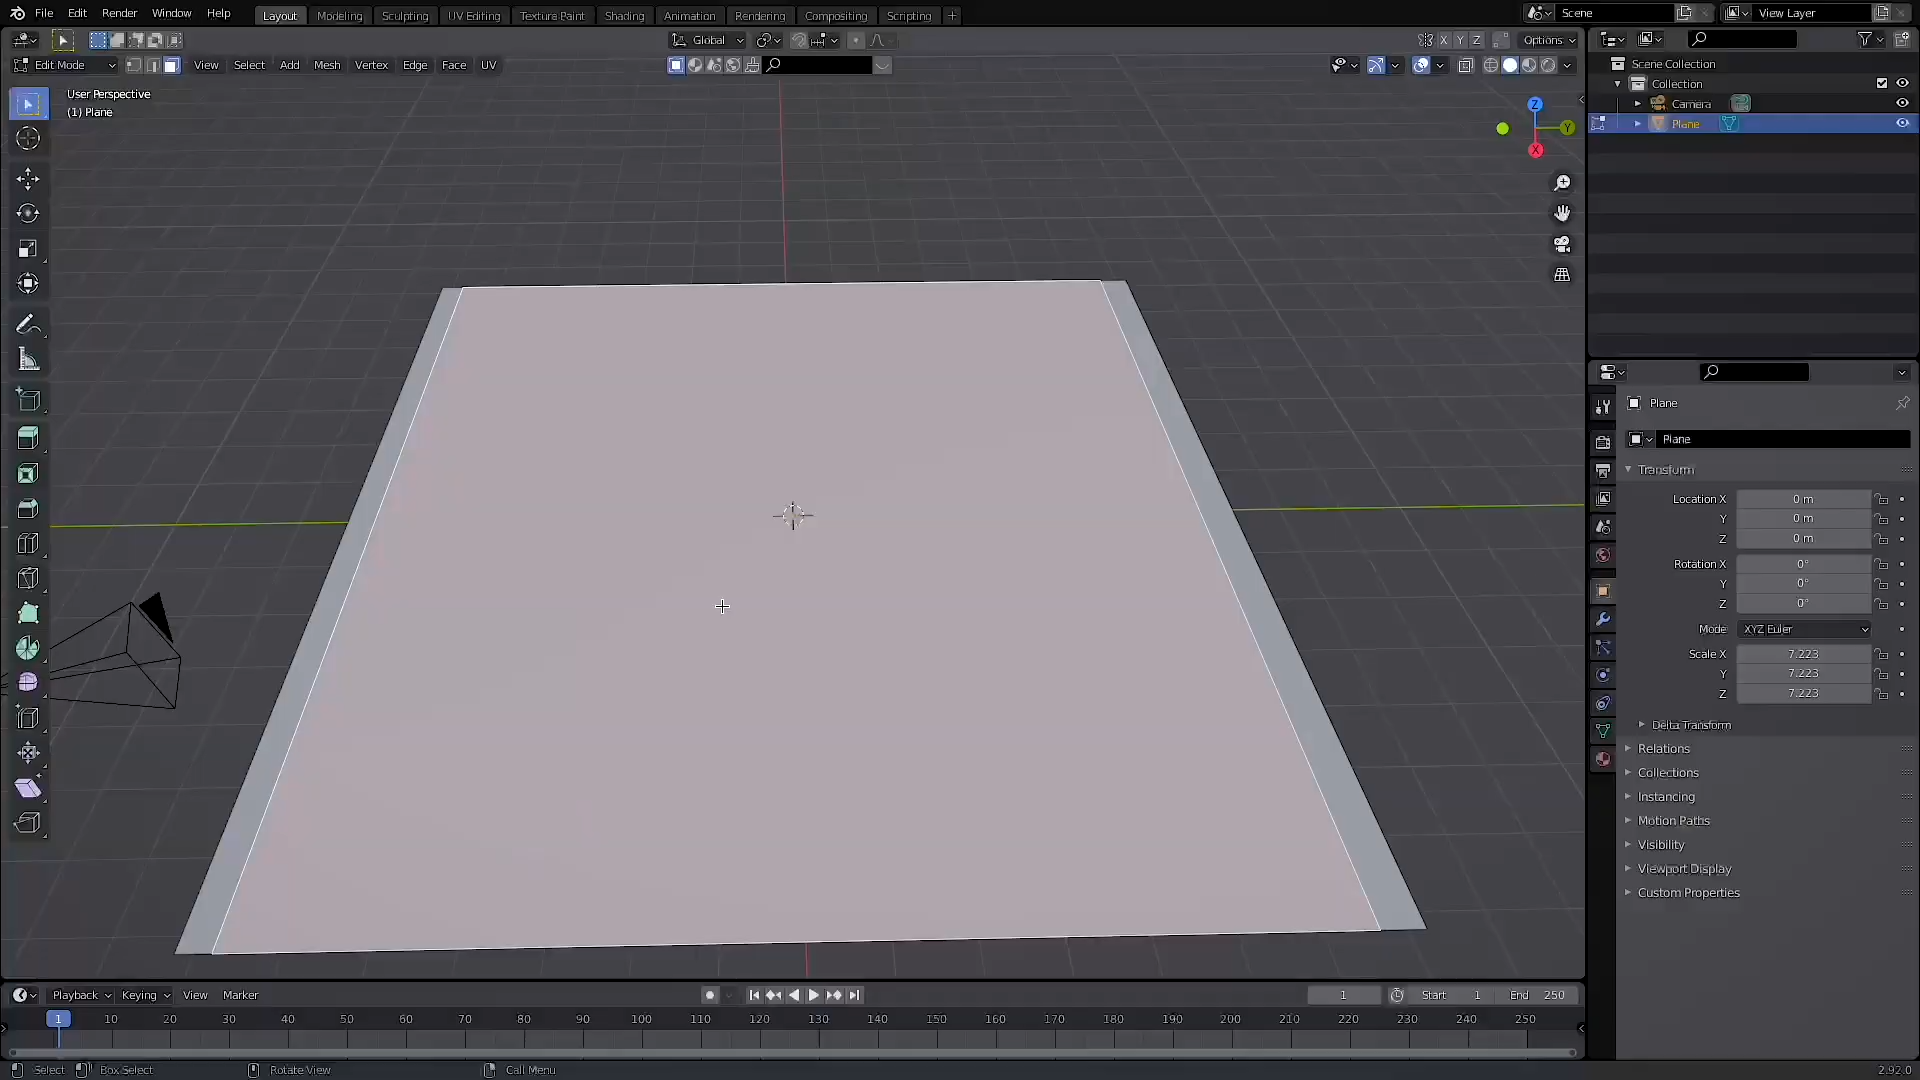 File Edit Render Window Help
Layout Modeling Sculpting UV Editing Texture Paint Shading Animation Rendering Compositing Scripting +
Scene
View Layer
Global
X Y Z
Options
Edit Mode
View Select Add Mesh Vertex Edge Face UV
User Perspective
(1) Plane
Z
Y
X
Scene Collection
Collection
Camera
Plane
Plane
Plane
Transform
Location X 0 m
Y 0 m
Z 0 m
Rotation X 0°
Y 0°
Z 0°
Mode XYZ Euler
Scale X 7.223
Y 7.223
Z 7.223
Delta Transform
Relations
Collections
Instancing
Motion Paths
Visibility
Viewport Display
Custom Properties
Playback Keying View Marker
1 Start 1 End 250
1 10 20 30 40 50 60 70 80 90 100 110 120 130 140 150 160 170 180 190 200 210 220 230 240 250
Select Box Select Rotate View Call Menu
2.92.0